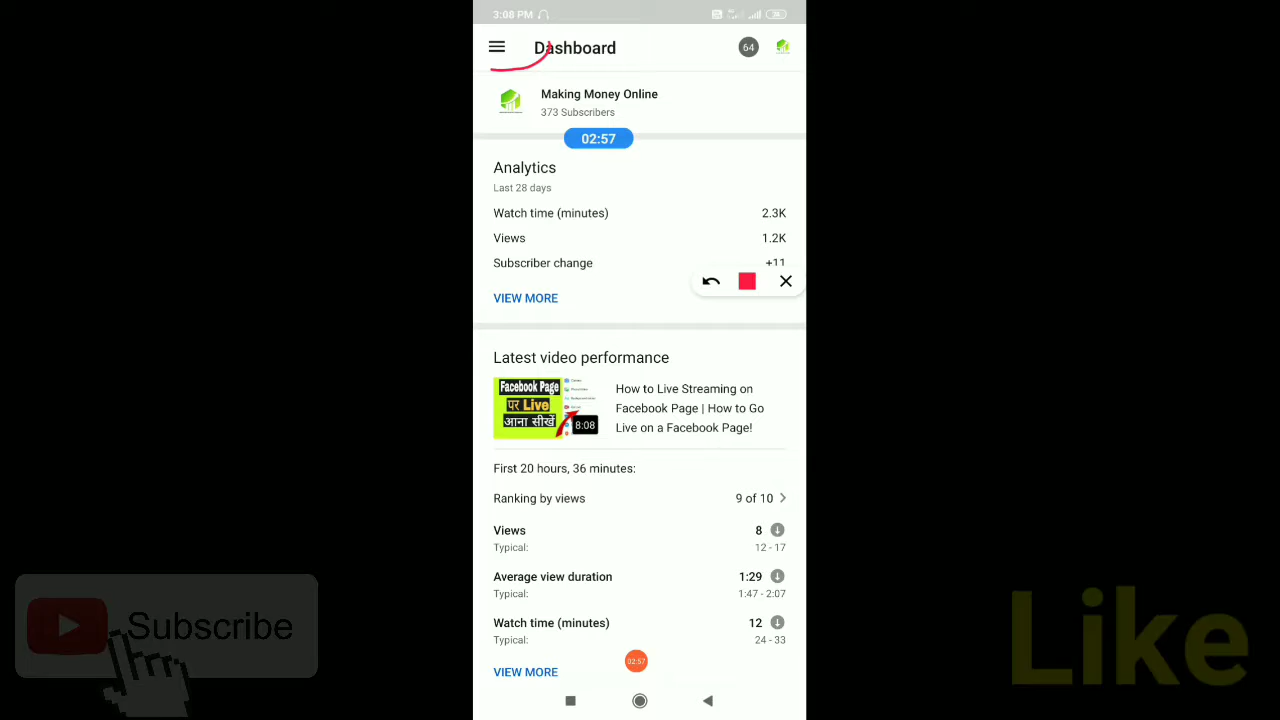 3:08 PM
Dashboard
64
Making Money Online
373 Subscribers
02:57
Analytics
Last 28 days
Watch time (minutes) 2.3K
Views 1.2K
Subscriber change +11
VIEW MORE
Latest video performance
Facebook Page
पर Live
आना सीखें
8:08
How to Live Streaming on
Facebook Page | How to Go
Live on a Facebook Page!
First 20 hours, 36 minutes:
Ranking by views 9 of 10
Views 8
Typical: 12 - 17
Average view duration 1:29
Typical: 1:47 - 2:07
Watch time (minutes) 12
Typical: 24 - 33
VIEW MORE
02:57
Subscribe
Like